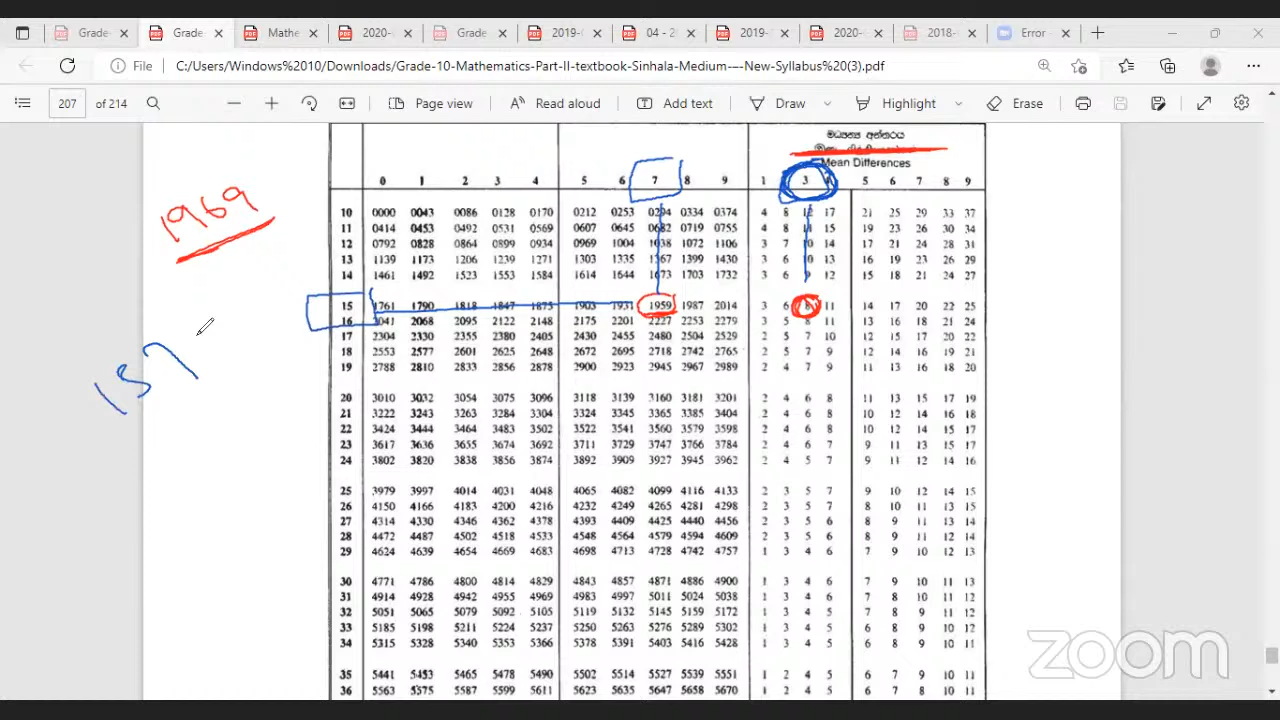 Grade
Grade
Mathe
2020-
Grade
2019-
04 - 2
2019-
2020-
2018-
Error
File C:/Users/Windows%2010/Downloads/Grade-10-Mathematics-Part-II-textbook-Sinhala-Medium-–-New-Syllabus%20(3).pdf
207 of 214 Page view Read aloud Add text Draw Highlight Erase
මධ්‍යන්‍ය අන්තරය
Mean Differences
0 1 2 3 4 5 6 7 8 9 1 3 5 6 7 8 9
10 0000 0043 0086 0128 0170 0212 0253 0294 0334 0374 4 8 12 17 21 25 29 33 37
11 0414 0453 0492 0531 0569 0607 0645 0682 0719 0755 4 8 11 15 19 23 26 30 34
12 0792 0828 0864 0899 0934 0969 1004 1038 1072 1106 3 7 10 14 17 21 24 28 31
13 1139 1173 1206 1239 1271 1303 1335 1367 1399 1430 3 6 10 13 16 19 23 26 29
14 1461 1492 1523 1553 1584 1614 1644 1673 1703 1732 3 6 9 12 15 18 21 24 27
15 1761 1790 1818 1847 1875 1903 1931 1959 1987 2014 3 6 8 11 14 17 20 22 25
16 2041 2068 2095 2122 2148 2175 2201 2227 2253 2279 3 5 8 11 13 16 18 21 24
17 2304 2330 2355 2380 2405 2430 2455 2480 2504 2529 2 5 7 10 12 15 17 20 22
18 2553 2577 2601 2625 2648 2672 2695 2718 2742 2765 2 5 7 9 12 14 16 19 21
19 2788 2810 2833 2856 2878 2900 2923 2945 2967 2989 2 4 7 9 11 13 16 18 20
20 3010 3032 3054 3075 3096 3118 3139 3160 3181 3201 2 4 6 8 11 13 15 17 19
21 3222 3243 3263 3284 3304 3324 3345 3365 3385 3404 2 4 6 8 10 12 14 16 18
22 3424 3444 3464 3483 3502 3522 3541 3560 3579 3598 2 4 6 8 10 12 14 15 17
23 3617 3636 3655 3674 3692 3711 3729 3747 3766 3784 2 4 6 7 9 11 13 15 17
24 3802 3820 3838 3856 3874 3892 3909 3927 3945 3962 2 4 5 7 9 11 12 14 16
25 3979 3997 4014 4031 4048 4065 4082 4099 4116 4133 2 3 5 7 9 10 12 14 15
26 4150 4166 4183 4200 4216 4232 4249 4265 4281 4298 2 3 5 7 8 10 11 13 15
27 4314 4330 4346 4362 4378 4393 4409 4425 4440 4456 2 3 5 6 8 9 11 13 14
28 4472 4487 4502 4518 4533 4548 4564 4579 4594 4609 2 3 5 6 8 9 11 12 14
29 4624 4639 4654 4669 4683 4698 4713 4728 4742 4757 1 3 4 6 7 9 10 12 13
30 4771 4786 4800 4814 4829 4843 4857 4871 4886 4900 1 3 4 6 7 9 10 11 13
31 4914 4928 4942 4955 4969 4983 4997 5011 5024 5038 1 3 4 6 7 8 10 11 12
32 5051 5065 5079 5092 5105 5119 5132 5145 5159 5172 1 3 4 5 7 8 9 11 12
33 5185 5198 5211 5224 5237 5250 5263 5276 5289 5302 1 3 4 5 6 8 9 10 12
34 5315 5328 5340 5353 5366 5378 5391 5403 5416 5428 1 3 4 5 6 8 9 10 11
35 5441 5453 5465 5478 5490 5502 5514 5527 5539 5551 1 2 4 5 6 7 9 10 11
36 5563 5575 5587 5599 5611 5623 5635 5647 5658 5670 1 2 4 5 6 7 8 10 11
1969
157
zoom